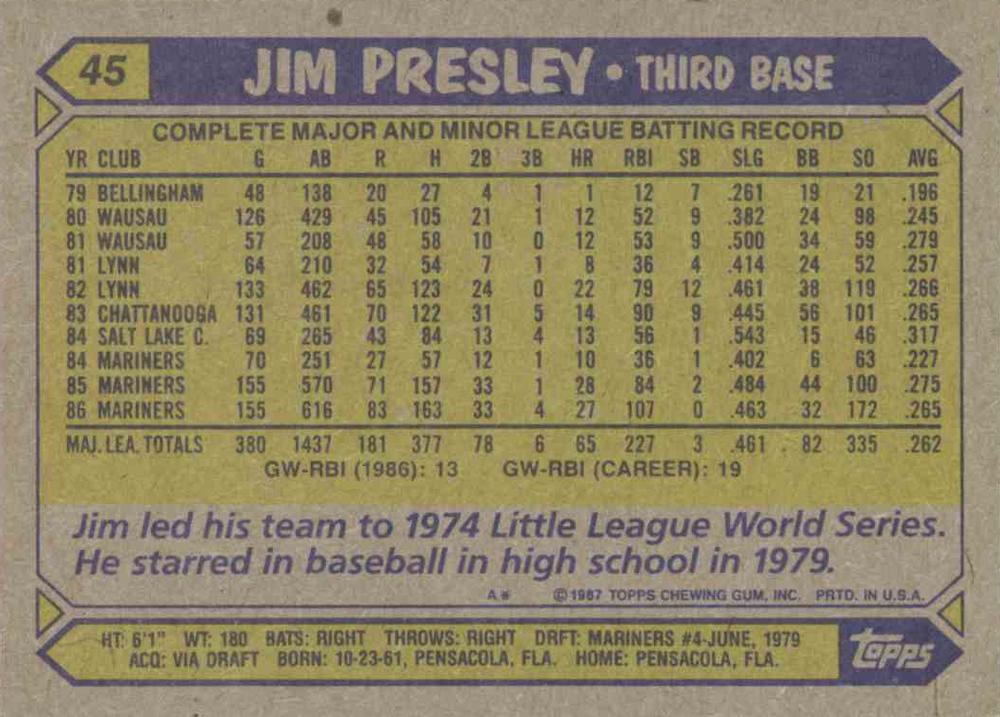 45 JIM PRESLEY • THIRD BASE
COMPLETE MAJOR AND MINOR LEAGUE BATTING RECORD
YR CLUB G AB R H 2B 3B HR RBI SB SLG BB SO AVG
79 BELLINGHAM 48 138 20 27 4 1 1 12 7 .261 19 21 .196
80 WAUSAU 126 429 45 105 21 1 12 52 9 .382 24 98 .245
81 WAUSAU 57 208 48 58 10 0 12 53 9 .500 34 59 .279
81 LYNN 64 210 32 54 7 1 8 36 4 .414 24 52 .257
82 LYNN 133 462 65 123 24 0 22 79 12 .461 38 119 .266
83 CHATTANOOGA 131 461 70 122 31 5 14 90 9 .445 56 101 .265
84 SALT LAKE C. 69 265 43 84 13 4 13 56 1 .543 15 46 .317
84 MARINERS 70 251 27 57 12 1 10 36 1 .402 6 63 .227
85 MARINERS 155 570 71 157 33 1 28 84 2 .484 44 100 .275
86 MARINERS 155 616 83 163 33 4 27 107 0 .463 32 172 .265
MAJ. LEA. TOTALS 380 1437 181 377 78 6 65 227 3 .461 82 335 .262
GW-RBI (1986): 13 GW-RBI (CAREER): 19
Jim led his team to 1974 Little League World Series.
He starred in baseball in high school in 1979.
A* © 1987 TOPPS CHEWING GUM, INC. PRTD. IN U.S.A.
HT: 6'1" WT: 180 BATS: RIGHT THROWS: RIGHT DRFT: MARINERS #4-JUNE, 1979
ACQ: VIA DRAFT BORN: 10-23-61, PENSACOLA, FLA. HOME: PENSACOLA, FLA.
topps